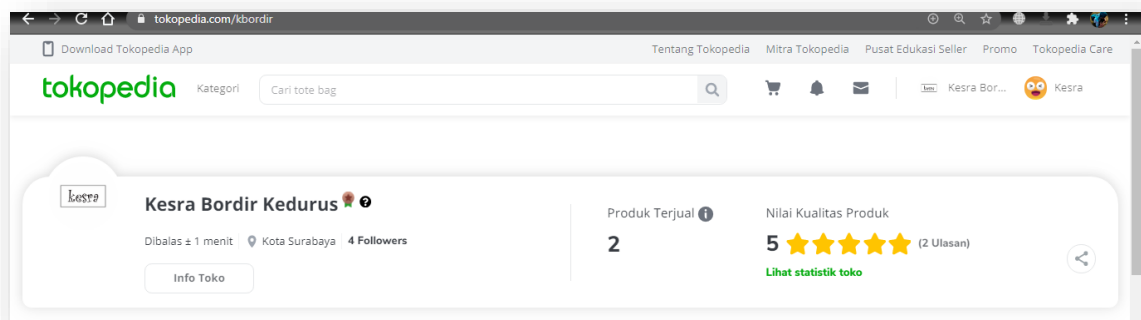 tokopedia.com/kbordir
Download Tokopedia App Tentang Tokopedia Mitra Tokopedia Pusat Edukasi Seller Promo Tokopedia Care
tokopedia Kategori Cari tote bag Kesra Bor... Kesra
kesra
Kesra Bordir Kedurus
Dibalas ± 1 menit Kota Surabaya 4 Followers
Info Toko
Produk Terjual
2
Nilai Kualitas Produk
5 (2 Ulasan)
Lihat statistik toko